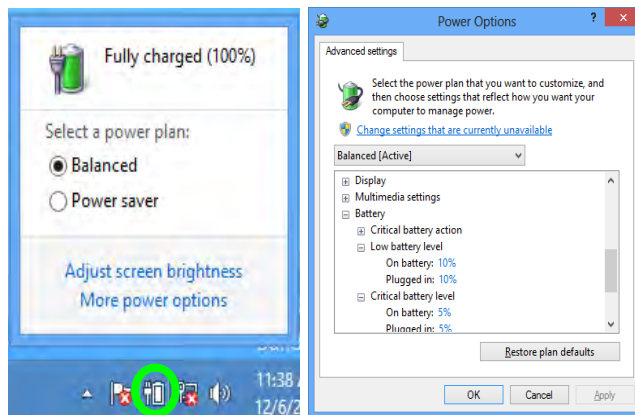 Fully charged (100%)
Select a power plan:
Balanced
Power saver
Adjust screen brightness
More power options
11:38
12/6/2
Power Options
?
x
Advanced settings
Select the power plan that you want to customize, and
then choose settings that reflect how you want your
computer to manage power.
Change settings that are currently unavailable
Balanced [Active]
Display
Multimedia settings
Battery
Critical battery action
Low battery level
On battery: 10%
Plugged in: 10%
Critical battery level
On battery: 5%
Plugged in: 5%
Restore plan defaults
OK
Cancel
Apply